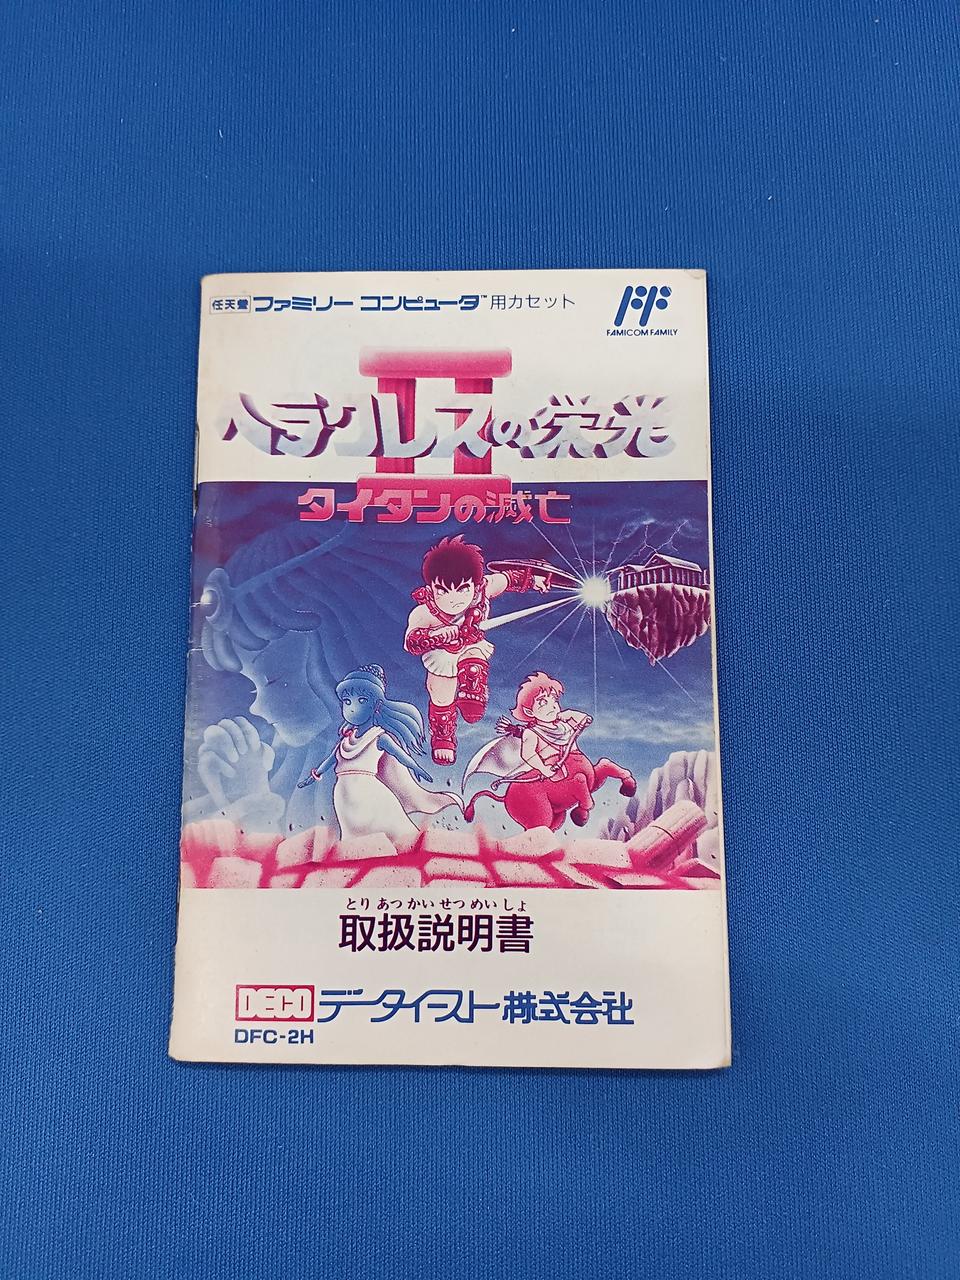 任天堂 ファミリー コンピュータ™用カセット
FAMICOM FAMILY
II
ヘラクレスの栄光
タイタンの滅亡
とり あつ かい せつ めい しょ
取扱説明書
DECO データイースト株式会社
DFC-2H